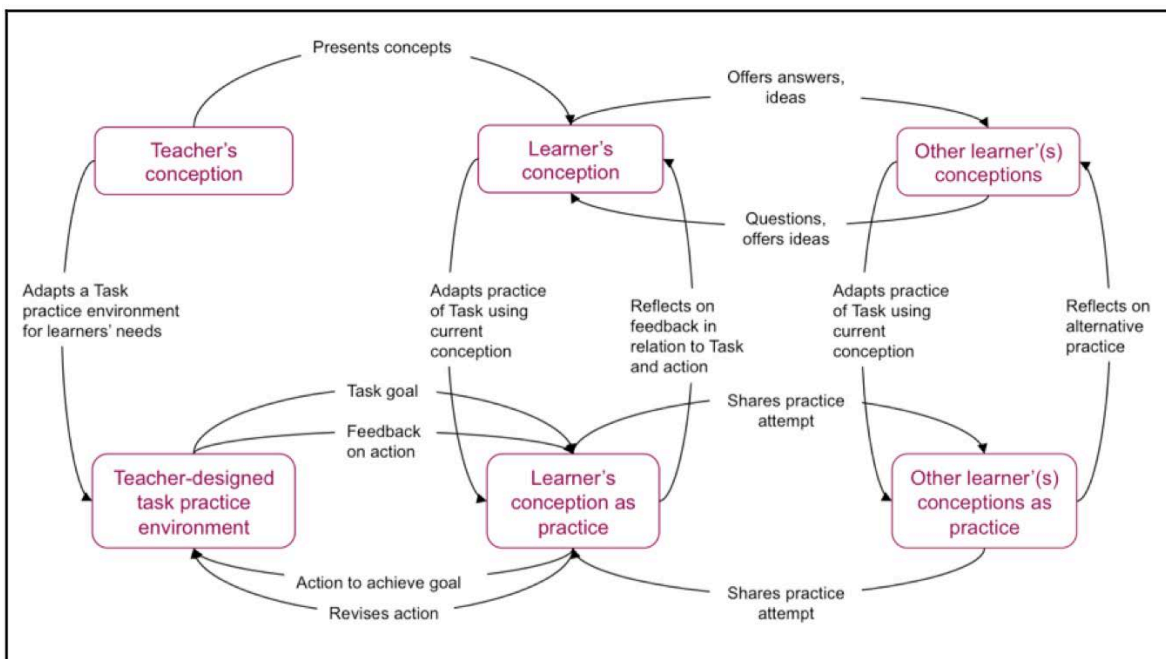 Presents concepts
Offers answers,
ideas
Teacher's
conception
Learner's
conception
Other learner'(s)
conceptions
Questions,
offers ideas
Adapts a Task
practice environment
for learners' needs
Adapts practice
of Task using
current
conception
Reflects on
feedback in
relation to Task
and action
Adapts practice
of Task using
current
conception
Reflects on
alternative
practice
Task goal
Feedback
on action
Shares practice
attempt
Teacher-designed
task practice
environment
Learner's
conception as
practice
Other learner'(s)
conceptions as
practice
Action to achieve goal
Revises action
Shares practice
attempt